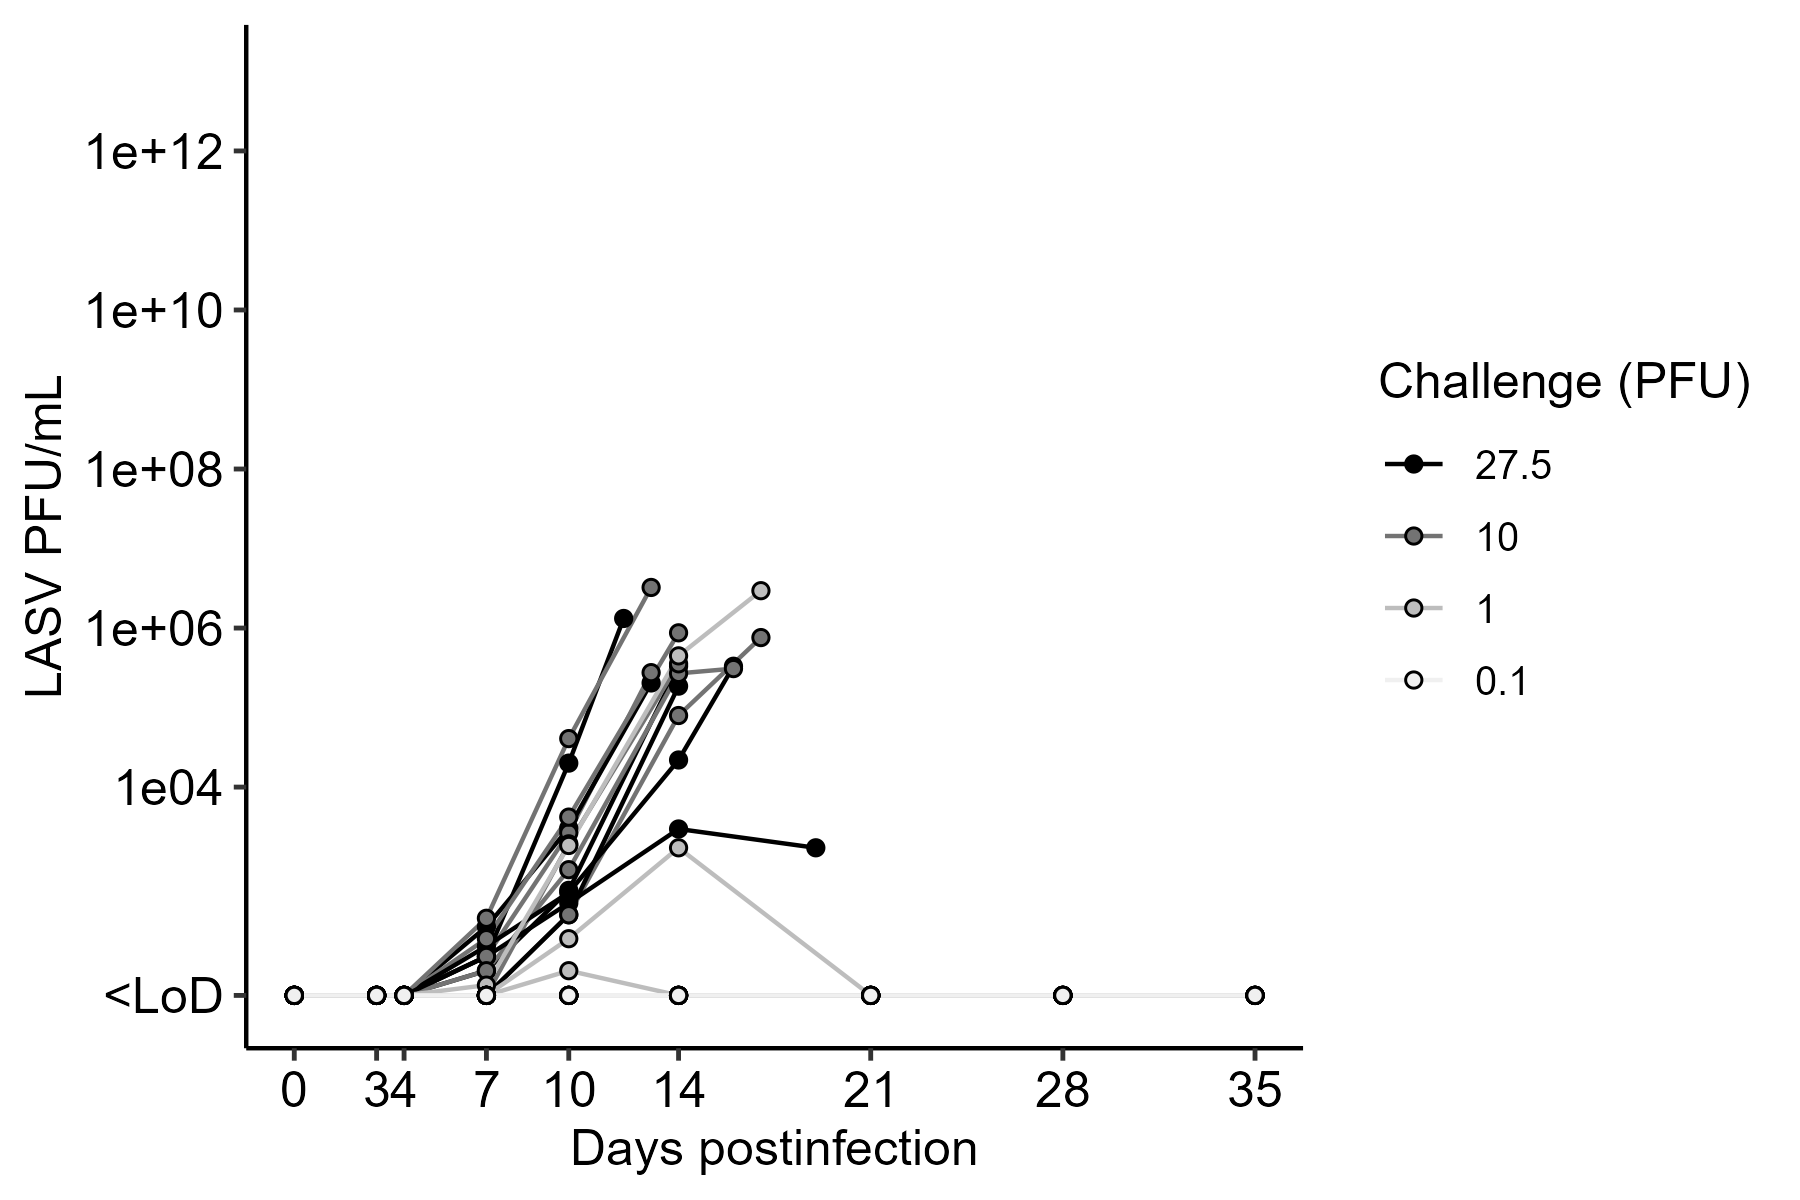 1e+12
1e+10
1e+08
1e+06
1e04
<LoD
LASV PFU/mL
0 3 4 7 10 14 21 28 35
Days postinfection
Challenge (PFU)
27.5
10
1
0.1